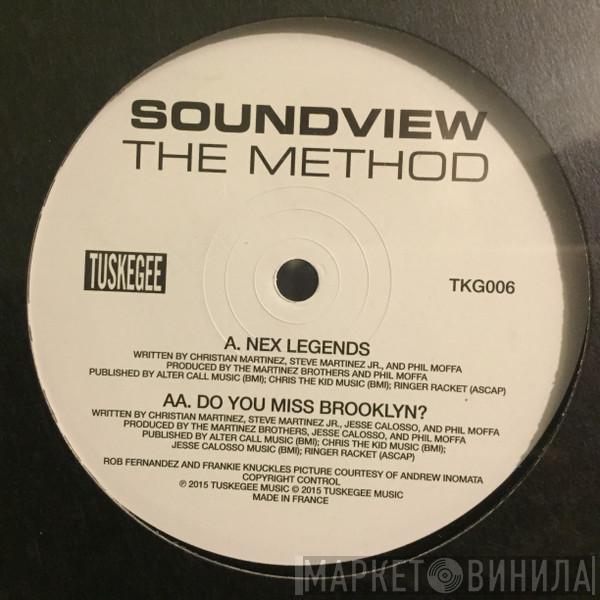 SOUNDVIEW
THE METHOD
TUSKEGEE
TKG006
A. NEX LEGENDS
WRITTEN BY CHRISTIAN MARTINEZ, STEVE MARTINEZ JR., AND PHIL MOFFA
PRODUCED BY THE MARTINEZ BROTHERS AND PHIL MOFFA
PUBLISHED BY ALTER CALL MUSIC (BMI); CHRIS THE KID MUSIC (BMI); RINGER RACKET (ASCAP)
AA. DO YOU MISS BROOKLYN?
WRITTEN BY CHRISTIAN MARTINEZ, STEVE MARTINEZ JR., JESSE CALOSSO, AND PHIL MOFFA
PRODUCED BY THE MARTINEZ BROTHERS, JESSE CALOSSO, AND PHIL MOFFA
PUBLISHED BY ALTER CALL MUSIC (BMI); CHRIS THE KID MUSIC (BMI);
JESSE CALOSSO MUSIC (BMI); RINGER RACKET (ASCAP)
ROB FERNANDEZ AND FRANKIE KNUCKLES PICTURE COURTESY OF ANDREW INOMATA
COPYRIGHT CONTROL
℗ 2015 TUSKEGEE MUSIC © 2015 TUSKEGEE MUSIC
MADE IN FRANCE
МАРКЕТ ВИНИЛА